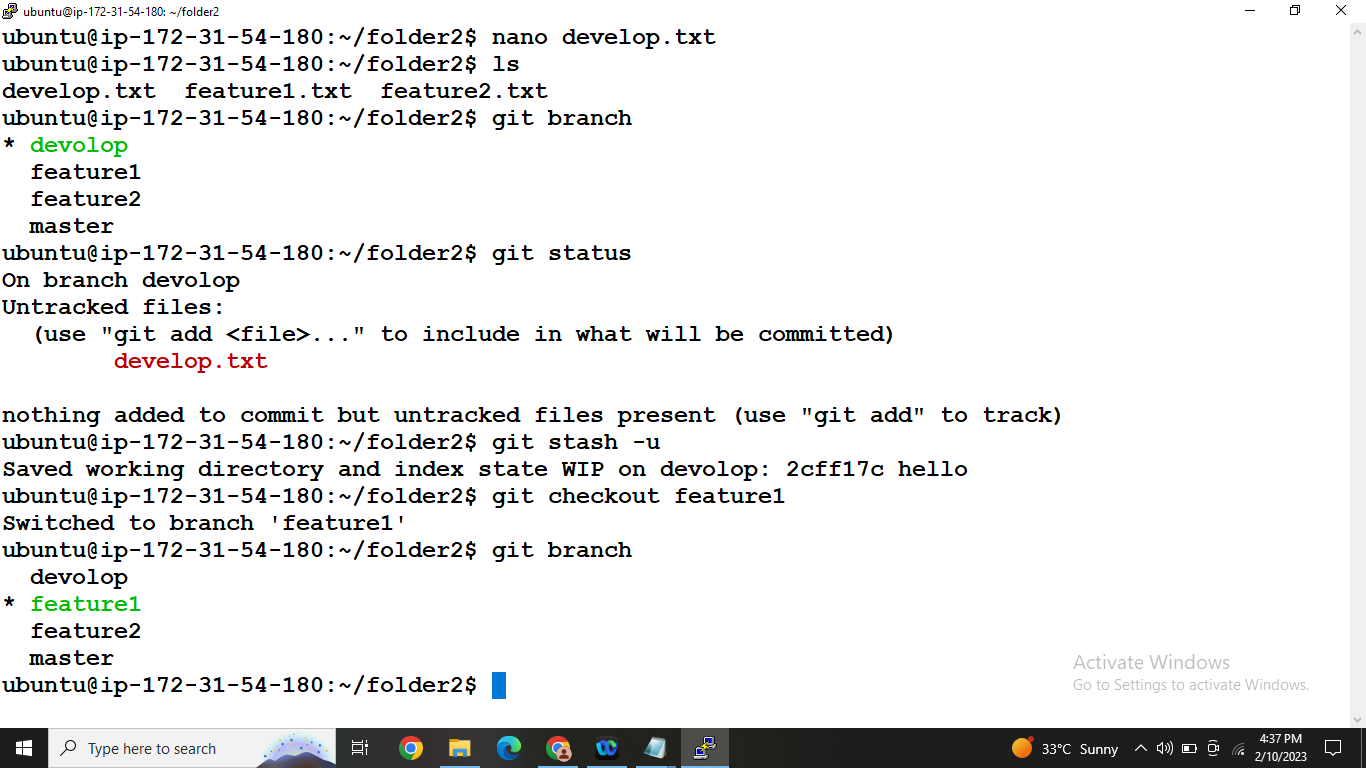 ubuntu@ip-172-31-54-180: ~/folder2
ubuntu@ip-172-31-54-180:~/folder2$ nano develop.txt
ubuntu@ip-172-31-54-180:~/folder2$ ls
develop.txt  feature1.txt  feature2.txt
ubuntu@ip-172-31-54-180:~/folder2$ git branch
* devolop
  feature1
  feature2
  master
ubuntu@ip-172-31-54-180:~/folder2$ git status
On branch devolop
Untracked files:
  (use "git add <file>..." to include in what will be committed)
        develop.txt

nothing added to commit but untracked files present (use "git add" to track)
ubuntu@ip-172-31-54-180:~/folder2$ git stash -u
Saved working directory and index state WIP on devolop: 2cff17c hello
ubuntu@ip-172-31-54-180:~/folder2$ git checkout feature1
Switched to branch 'feature1'
ubuntu@ip-172-31-54-180:~/folder2$ git branch
  devolop
* feature1
  feature2
  master
ubuntu@ip-172-31-54-180:~/folder2$
Activate Windows
Go to Settings to activate Windows.
Type here to search
33°C Sunny
4:37 PM
2/10/2023